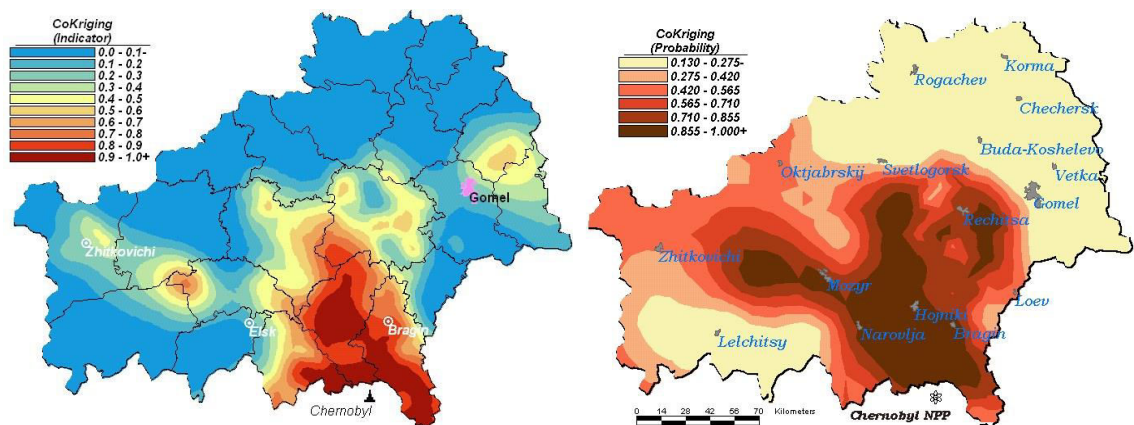 CoKriging
(Indicator)
0.0 - 0.1-
0.1 - 0.2
0.2 - 0.3
0.3 - 0.4
0.4 - 0.5
0.5 - 0.6
0.6 - 0.7
0.7 - 0.8
0.8 - 0.9
0.9 - 1.0+
Gomel
Zhitkovichi
Elsk
Bragin
Chernobyl
CoKriging
(Probability)
0.130 - 0.275-
0.275 - 0.420
0.420 - 0.565
0.565 - 0.710
0.710 - 0.855
0.855 - 1.000+
Korma
Rogachev
Chechersk
Buda-Koshelevo
Oktjabrskij
Svetlogorsk
Vetka
Gomel
Rechitsa
Zhitkovichi
Mozyr
Loev
Hojniki
Narovlja
Bragin
Lelchitsy
0 14 28 42 56 70 Kilometers
Chernobyl NPP